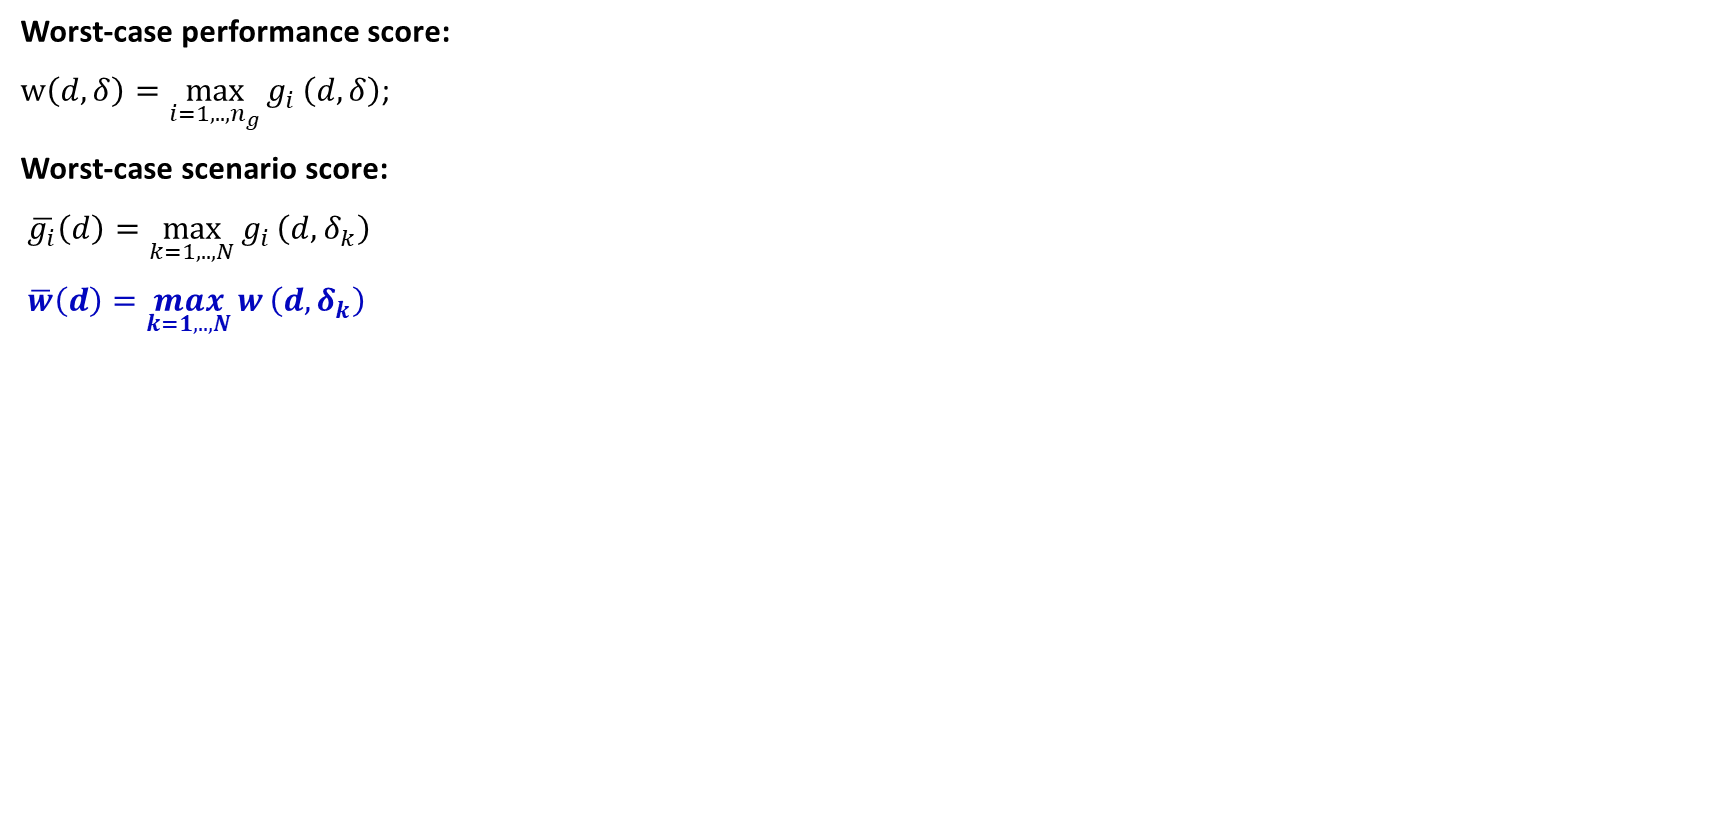 Worst-case performance score:
w(d, δ) = max_{i=1,..,n_g} g_i (d, δ);
Worst-case scenario score:
g̅_i(d) = max_{k=1,..,N} g_i (d, δ_k)
w̅(d) = max_{k=1,..,N} w (d, δ_k)